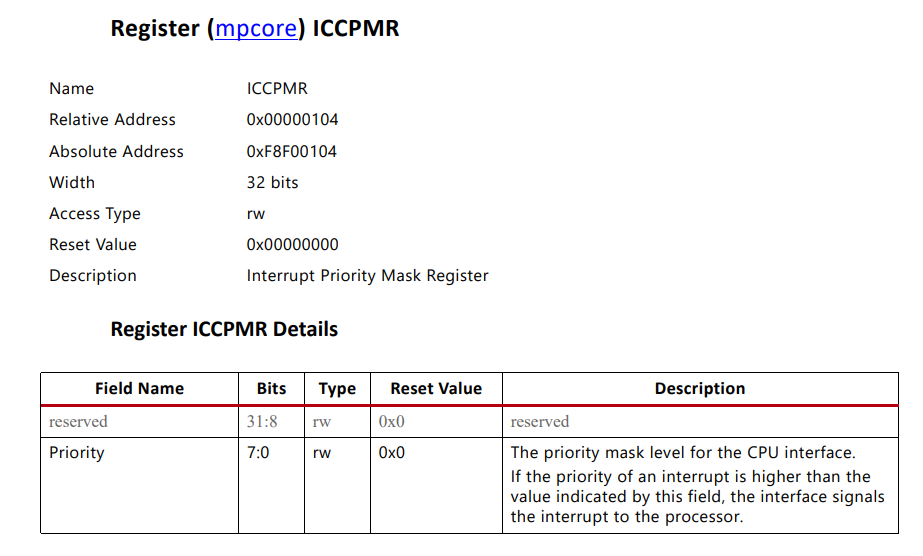 Register (mpcore) ICCPMR
Name ICCPMR
Relative Address 0x00000104
Absolute Address 0xF8F00104
Width 32 bits
Access Type rw
Reset Value 0x00000000
Description Interrupt Priority Mask Register
Register ICCPMR Details
Field Name Bits Type Reset Value Description
reserved 31:8 rw 0x0 reserved
Priority 7:0 rw 0x0 The priority mask level for the CPU interface.
If the priority of an interrupt is higher than the
value indicated by this field, the interface signals
the interrupt to the processor.